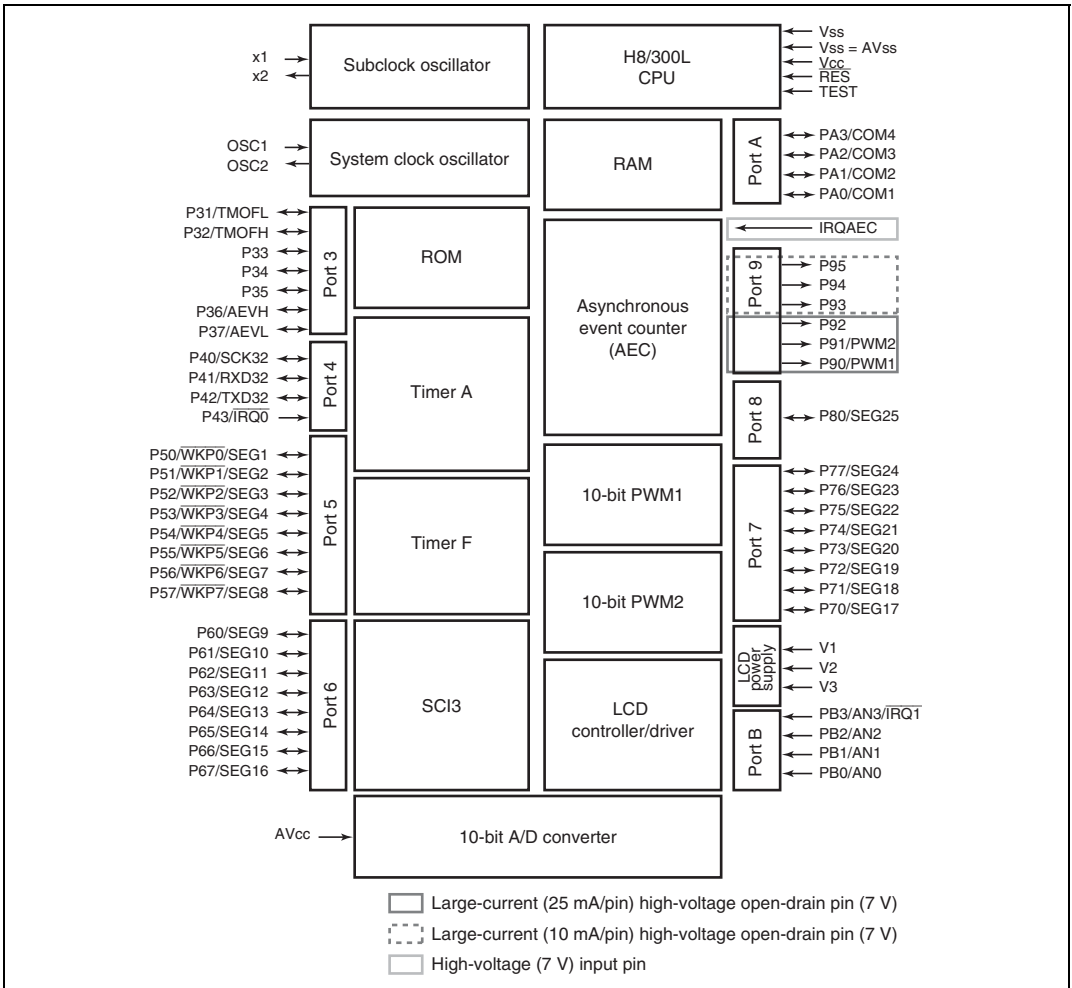 x1
x2
Subclock oscillator
H8/300L
CPU
Vss
Vss = AVss
Vcc
RES
TEST
OSC1
OSC2
System clock oscillator
RAM
Port A
PA3/COM4
PA2/COM3
PA1/COM2
PA0/COM1
P31/TMOFL
P32/TMOFH
P33
P34
P35
P36/AEVH
P37/AEVL
Port 3
ROM
Asynchronous
event counter
(AEC)
IRQAEC
Port 9
P95
P94
P93
P92
P91/PWM2
P90/PWM1
P40/SCK32
P41/RXD32
P42/TXD32
P43/IRQ0
Port 4
Timer A
Port 8
P80/SEG25
P50/WKP0/SEG1
P51/WKP1/SEG2
P52/WKP2/SEG3
P53/WKP3/SEG4
P54/WKP4/SEG5
P55/WKP5/SEG6
P56/WKP6/SEG7
P57/WKP7/SEG8
Port 5
Timer F
10-bit PWM1
10-bit PWM2
Port 7
P77/SEG24
P76/SEG23
P75/SEG22
P74/SEG21
P73/SEG20
P72/SEG19
P71/SEG18
P70/SEG17
P60/SEG9
P61/SEG10
P62/SEG11
P63/SEG12
P64/SEG13
P65/SEG14
P66/SEG15
P67/SEG16
Port 6
SCI3
LCD
controller/driver
LCD
power
supply
V1
V2
V3
Port B
PB3/AN3/IRQ1
PB2/AN2
PB1/AN1
PB0/AN0
AVcc
10-bit A/D converter
Large-current (25 mA/pin) high-voltage open-drain pin (7 V)
Large-current (10 mA/pin) high-voltage open-drain pin (7 V)
High-voltage (7 V) input pin